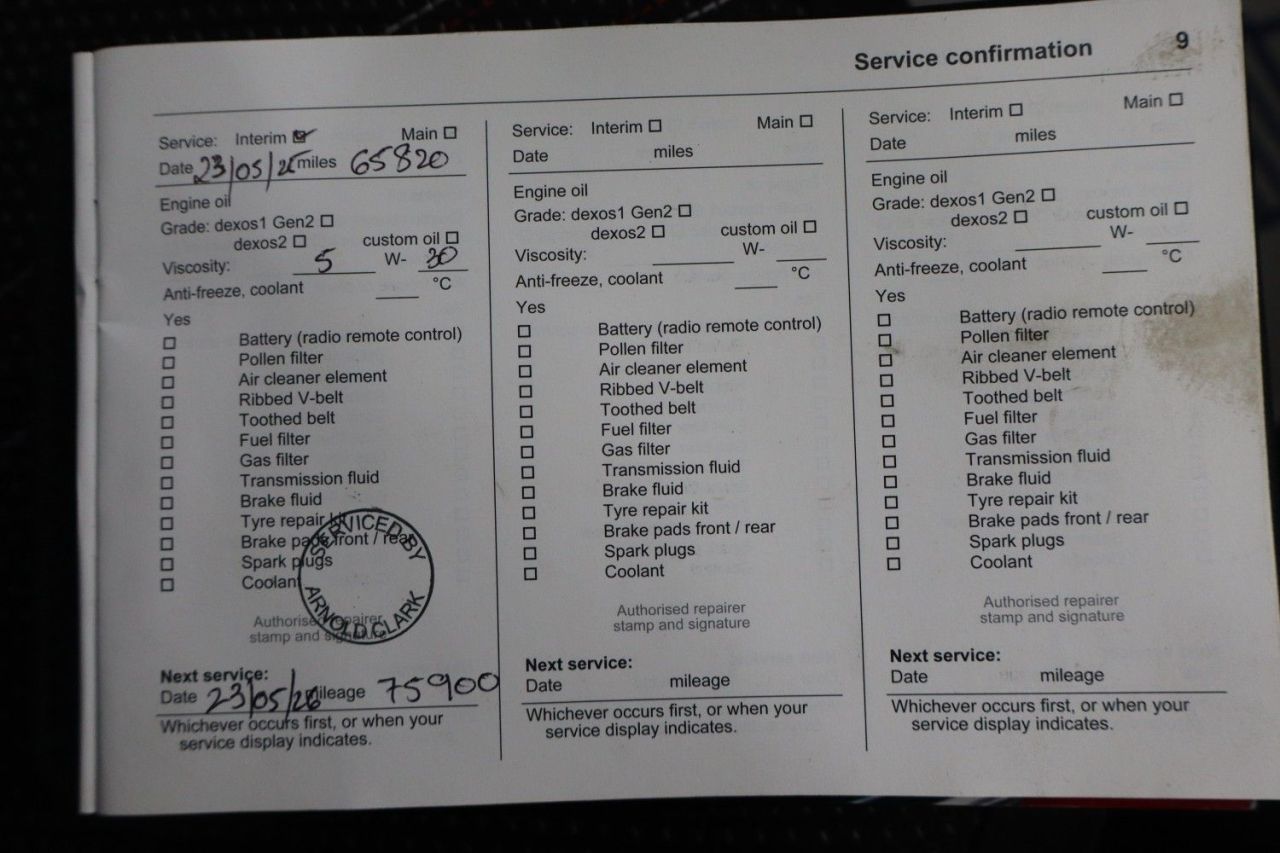 Service confirmation 9
Service: Interim ☑ Main ☐
Date 23/05/25 miles 65820
Engine oil
Grade: dexos1 Gen2 ☐
dexos2 ☐ custom oil ☐
Viscosity: 5 W- 30
Anti-freeze, coolant ____ °C
Yes
☐ Battery (radio remote control)
☐ Pollen filter
☐ Air cleaner element
☐ Ribbed V-belt
☐ Toothed belt
☐ Fuel filter
☐ Gas filter
☐ Transmission fluid
☐ Brake fluid
☐ Tyre repair kit
☐ Brake pads front / rear
☐ Spark plugs
☐ Coolant
SERVICED BY
ARNOLD CLARK
Authorised repairer
stamp and signature
Next service:
Date 23/05/26 mileage 75900
Whichever occurs first, or when your
service display indicates.
Service: Interim ☐ Main ☐
Date miles
Engine oil
Grade: dexos1 Gen2 ☐
dexos2 ☐ custom oil ☐
Viscosity: ____ W- ____
Anti-freeze, coolant ____ °C
Yes
☐ Battery (radio remote control)
☐ Pollen filter
☐ Air cleaner element
☐ Ribbed V-belt
☐ Toothed belt
☐ Fuel filter
☐ Gas filter
☐ Transmission fluid
☐ Brake fluid
☐ Tyre repair kit
☐ Brake pads front / rear
☐ Spark plugs
☐ Coolant
Authorised repairer
stamp and signature
Next service:
Date mileage
Whichever occurs first, or when your
service display indicates.
Service: Interim ☐ Main ☐
Date miles
Engine oil
Grade: dexos1 Gen2 ☐
dexos2 ☐ custom oil ☐
Viscosity: ____ W- ____
Anti-freeze, coolant ____ °C
Yes
☐ Battery (radio remote control)
☐ Pollen filter
☐ Air cleaner element
☐ Ribbed V-belt
☐ Toothed belt
☐ Fuel filter
☐ Gas filter
☐ Transmission fluid
☐ Brake fluid
☐ Tyre repair kit
☐ Brake pads front / rear
☐ Spark plugs
☐ Coolant
Authorised repairer
stamp and signature
Next service:
Date mileage
Whichever occurs first, or when your
service display indicates.